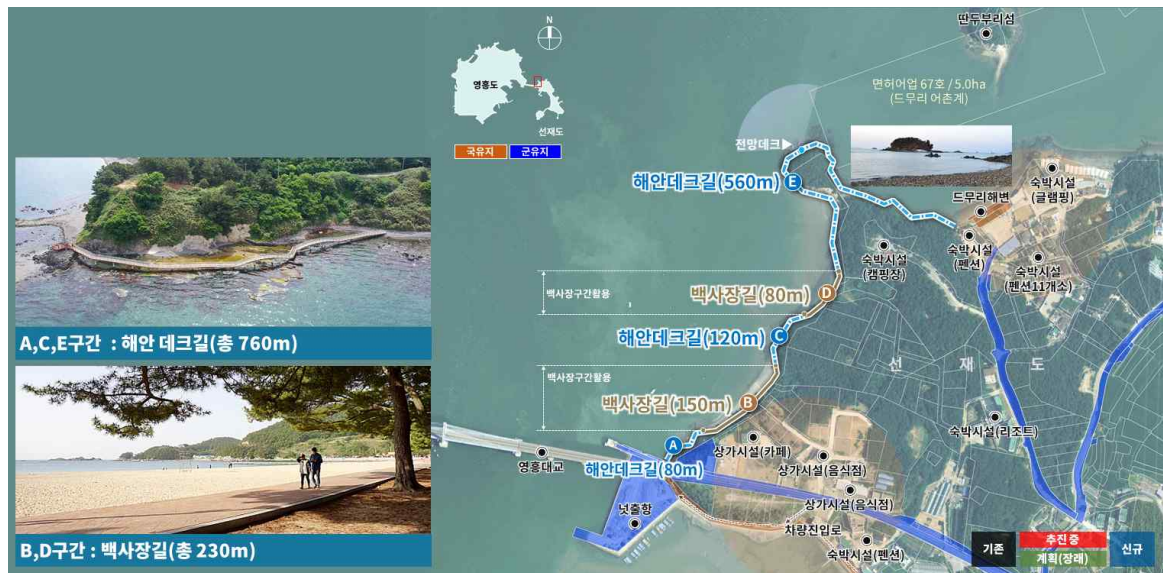 영흥도
선재도
N
국유지
군유지
A,C,E구간 : 해안 데크길(총 760m)
B,D구간 : 백사장길(총 230m)
딴두부리섬
면허어업 67호 / 5.0ha
(드무리 어촌계)
전망데크▶
해안데크길(560m)
E
드무리해변
숙박시설
(글램핑)
숙박시설
(펜션)
숙박시설
(캠핑장)
숙박시설
(펜션11개소)
백사장구간활용
백사장길(80m)
D
해안데크길(120m)
C
선 재 도
백사장구간활용
백사장길(150m)
B
숙박시설(리조트)
A
해안데크길(80m)
상가시설(카페)
상가시설(음식점)
상가시설(음식점)
영흥대교
넛출항
차량진입로
숙박시설(펜션)
기존
추진 중
계획(장래)
신규